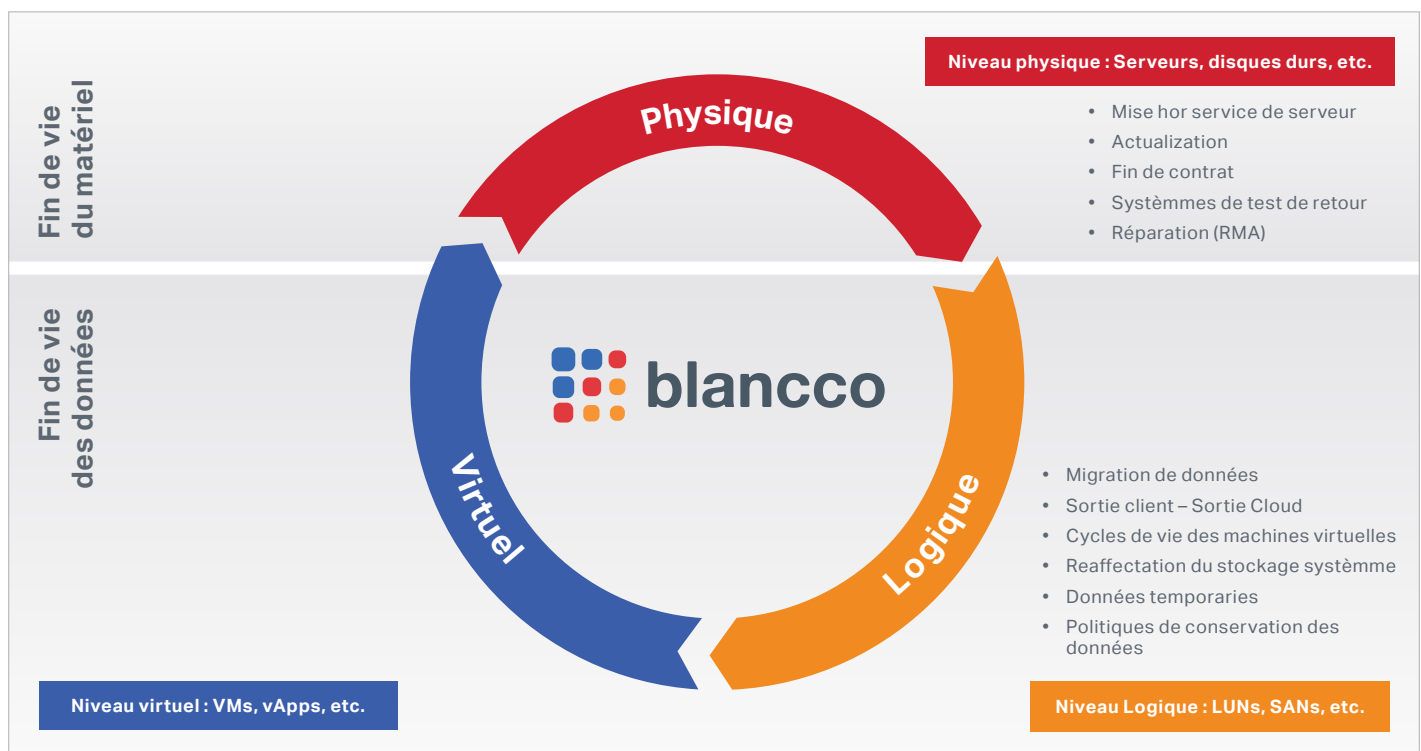 Fin de vie
du matériel
Physique
Niveau physique : Serveurs, disques durs, etc.
• Mise hor service de serveur
• Actualization
• Fin de contrat
• Systèmmes de test de retour
• Réparation (RMA)
Fin de vie
des données
blancco
Virtuel
Logique
• Migration de données
• Sortie client – Sortie Cloud
• Cycles de vie des machines virtuelles
• Reaffectation du stockage systèmme
• Données temporaries
• Politiques de conservation des
données
Niveau virtuel : VMs, vApps, etc.
Niveau Logique : LUNs, SANs, etc.